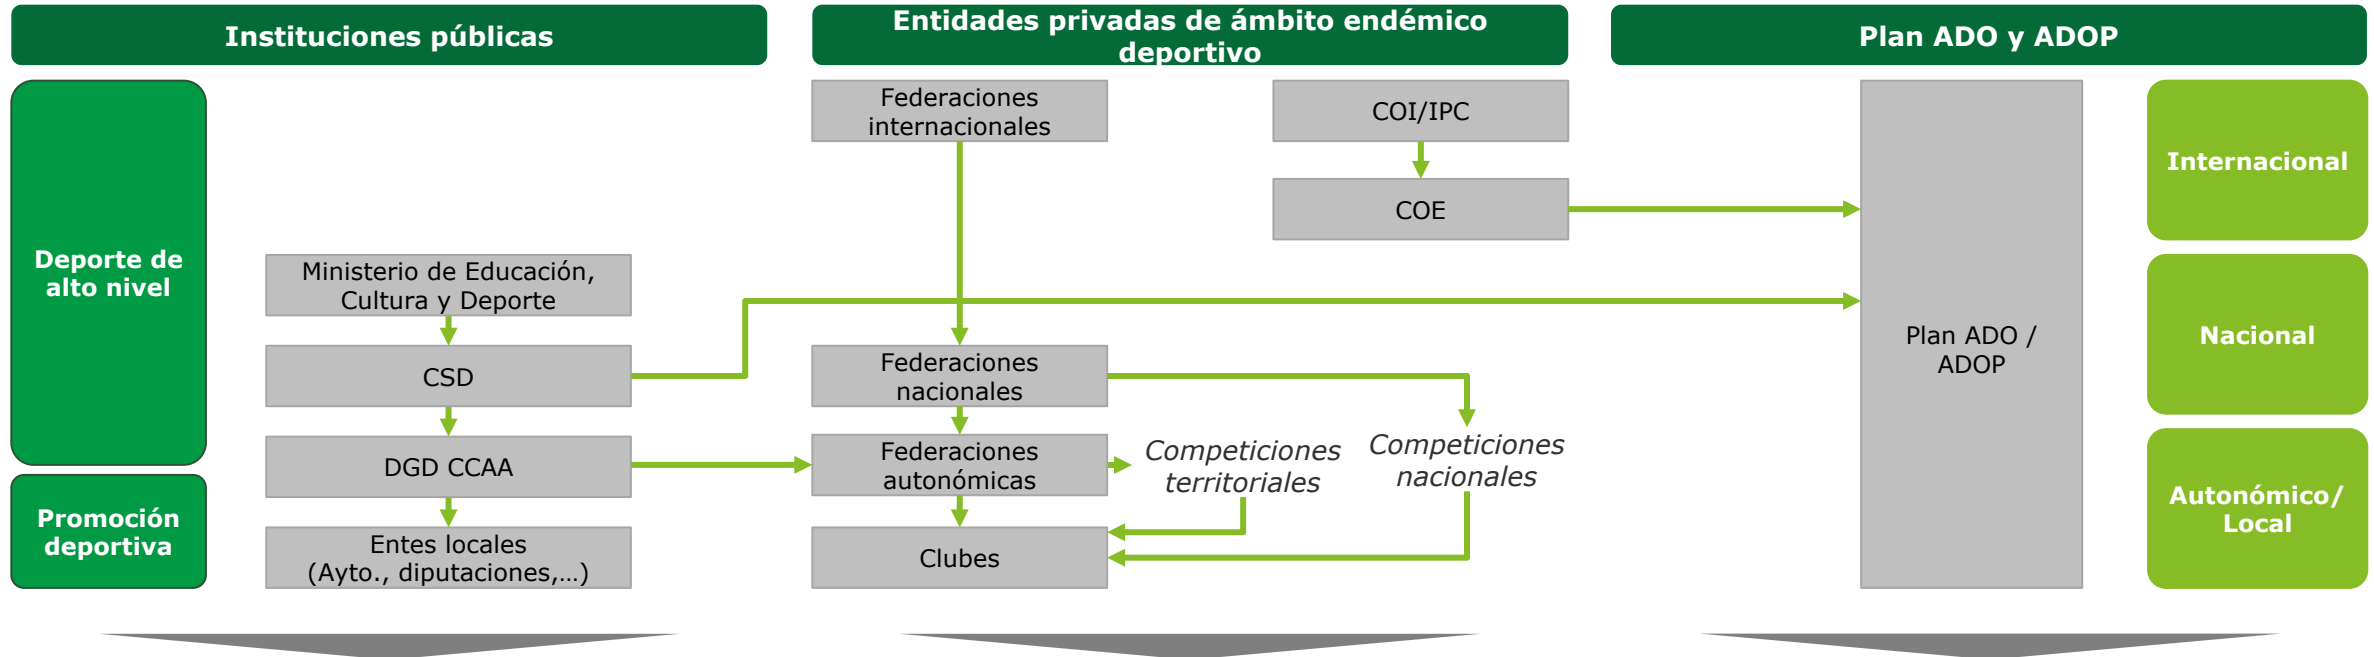 Instituciones públicas
Entidades privadas de ámbito endémico
deportivo
Plan ADO y ADOP
Deporte de
alto nivel
Promoción
deportiva
Ministerio de Educación,
Cultura y Deporte
CSD
DGD CCAA
Entes locales
(Ayto., diputaciones,...)
Federaciones
internacionales
COI/IPC
COE
Federaciones
nacionales
Federaciones
autonómicas
Competiciones
territoriales
Competiciones
nacionales
Clubes
Plan ADO /
ADOP
Internacional
Nacional
Autonómico/
Local